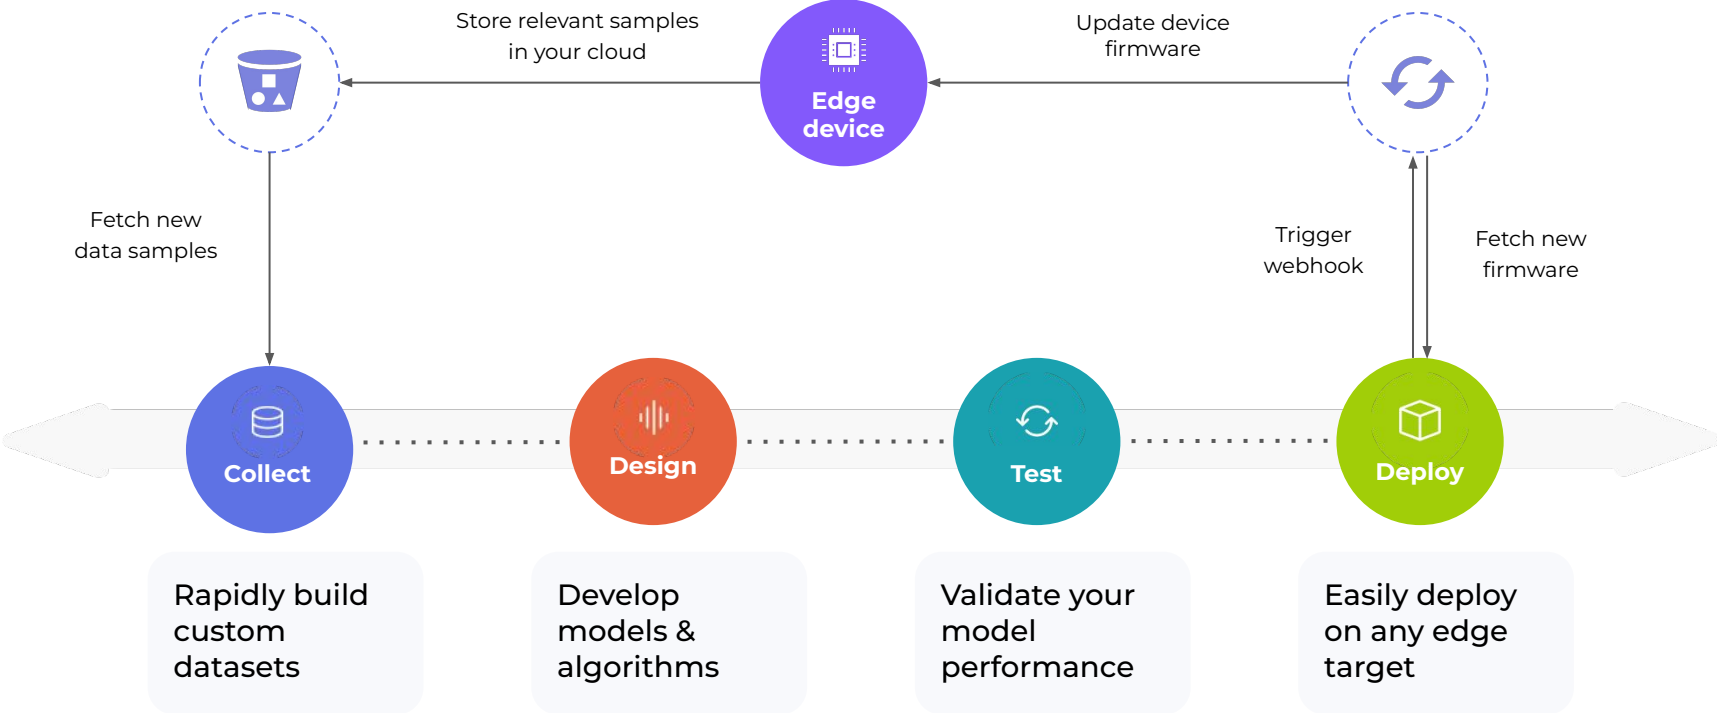 Store relevant samples
in your cloud
Update device
firmware
Edge
device
Fetch new
data samples
Trigger
webhook
Fetch new
firmware
Collect
Design
Test
Deploy
Rapidly build
custom
datasets
Develop
models &
algorithms
Validate your
model
performance
Easily deploy
on any edge
target